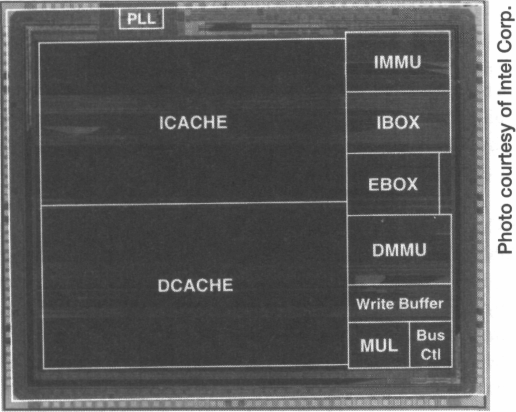 PLL
ICACHE
DCACHE
IMMU
IBOX
EBOX
DMMU
Write Buffer
MUL
Bus
Ctl
Photo courtesy of Intel Corp.